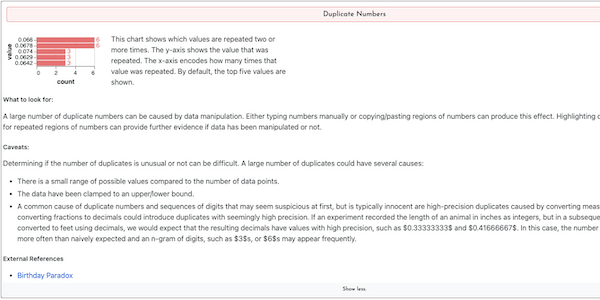 Duplicate Numbers
value
0.066
6
0.0678
6
0.074
3
0.0629
3
0.0642
3
0 2 4 6
count
This chart shows which values are repeated two or
more times. The y-axis shows the value that was
repeated. The x-axis encodes how many times that
value was repeated. By default, the top five values are
shown.
What to look for:
A large number of duplicate numbers can be caused by data manipulation. Either typing numbers manually or copying/pasting regions of numbers can produce this effect. Highlighting
for repeated regions of numbers can provide further evidence if data has been manipulated or not.
Caveats:
Determining if the number of duplicates is unusual or not can be difficult. A large number of duplicates could have several causes:
• There is a small range of possible values compared to the number of data points.
• The data have been clamped to an upper/lower bound.
• A common cause of duplicate numbers and sequences of digits that may seem suspicious at first, but is typically innocent are high-precision duplicates caused by converting meas
converting fractions to decimals could introduce duplicates with seemingly high precision. If an experiment recorded the length of an animal in inches as integers, but in a subseque
converted to feet using decimals, we would expect that the resulting decimals have values with high precision, such as $0.33333333$ and $0.41666667$. In this case, the number
more often than naively expected and an n-gram of digits, such as $3$s, or $6$s may appear frequently.
External References
• Birthday Paradox
Show less.